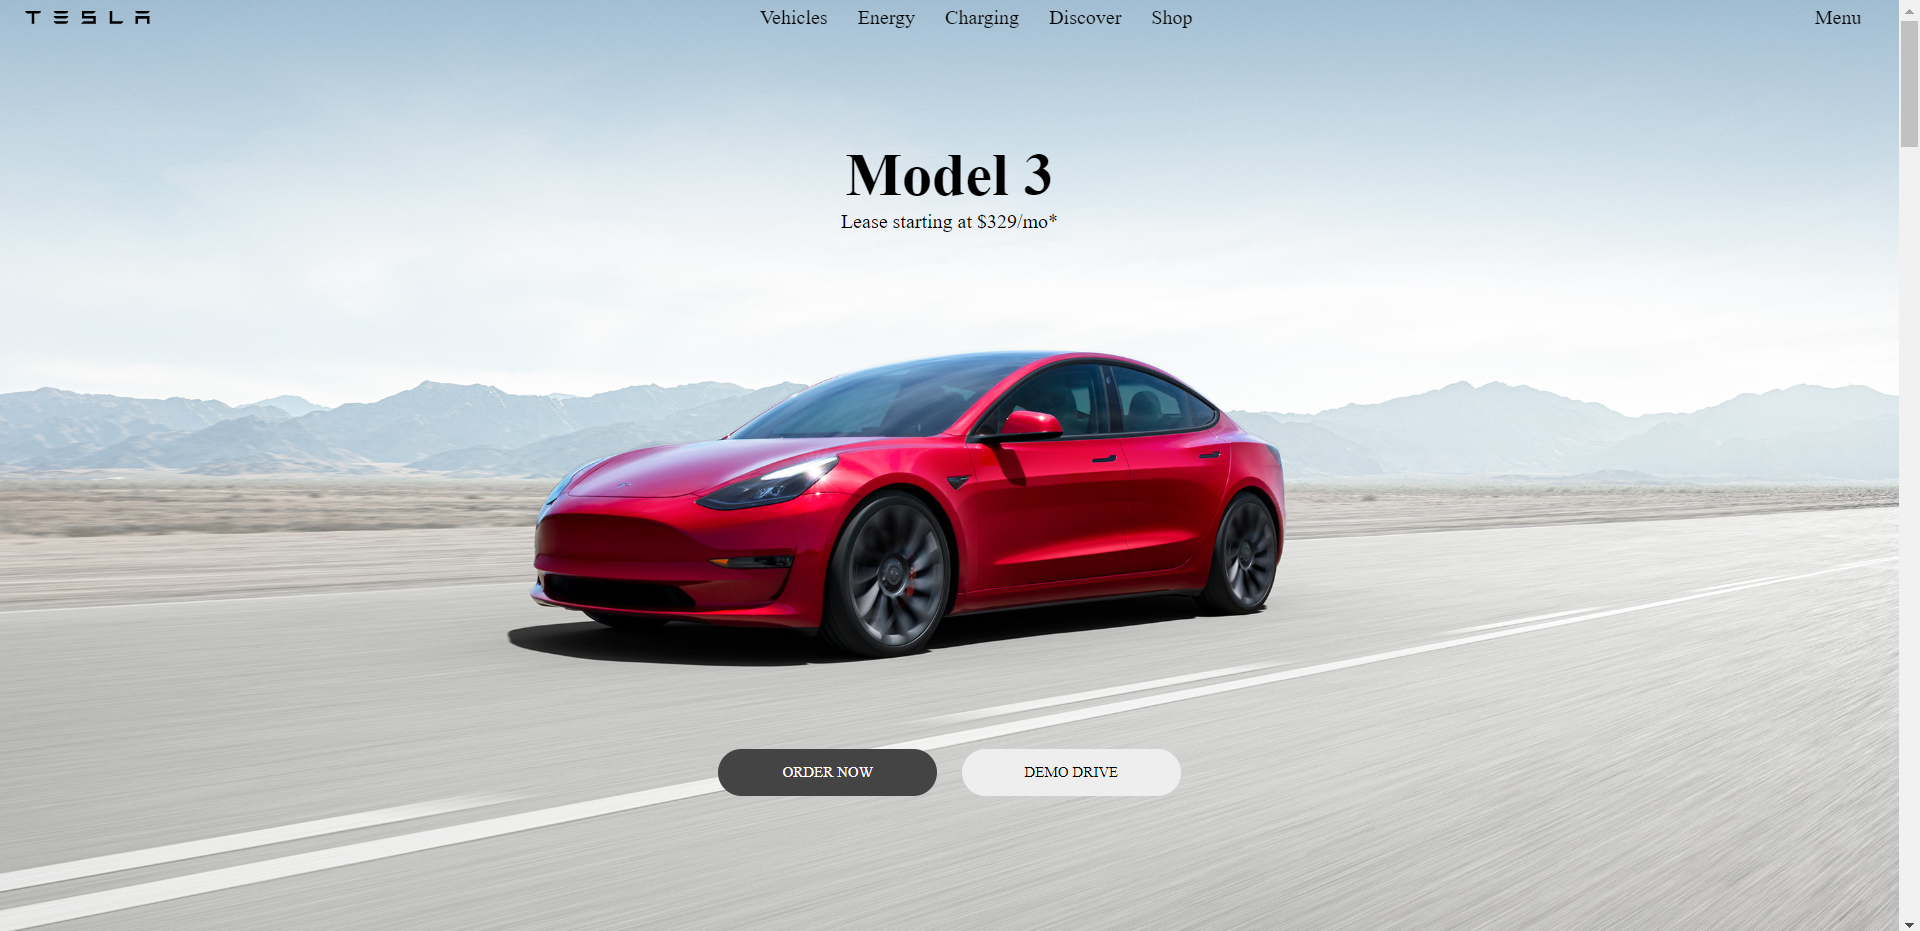 TESLA
Vehicles Energy Charging Discover Shop
Menu
Model 3
Lease starting at $329/mo*
ORDER NOW
DEMO DRIVE